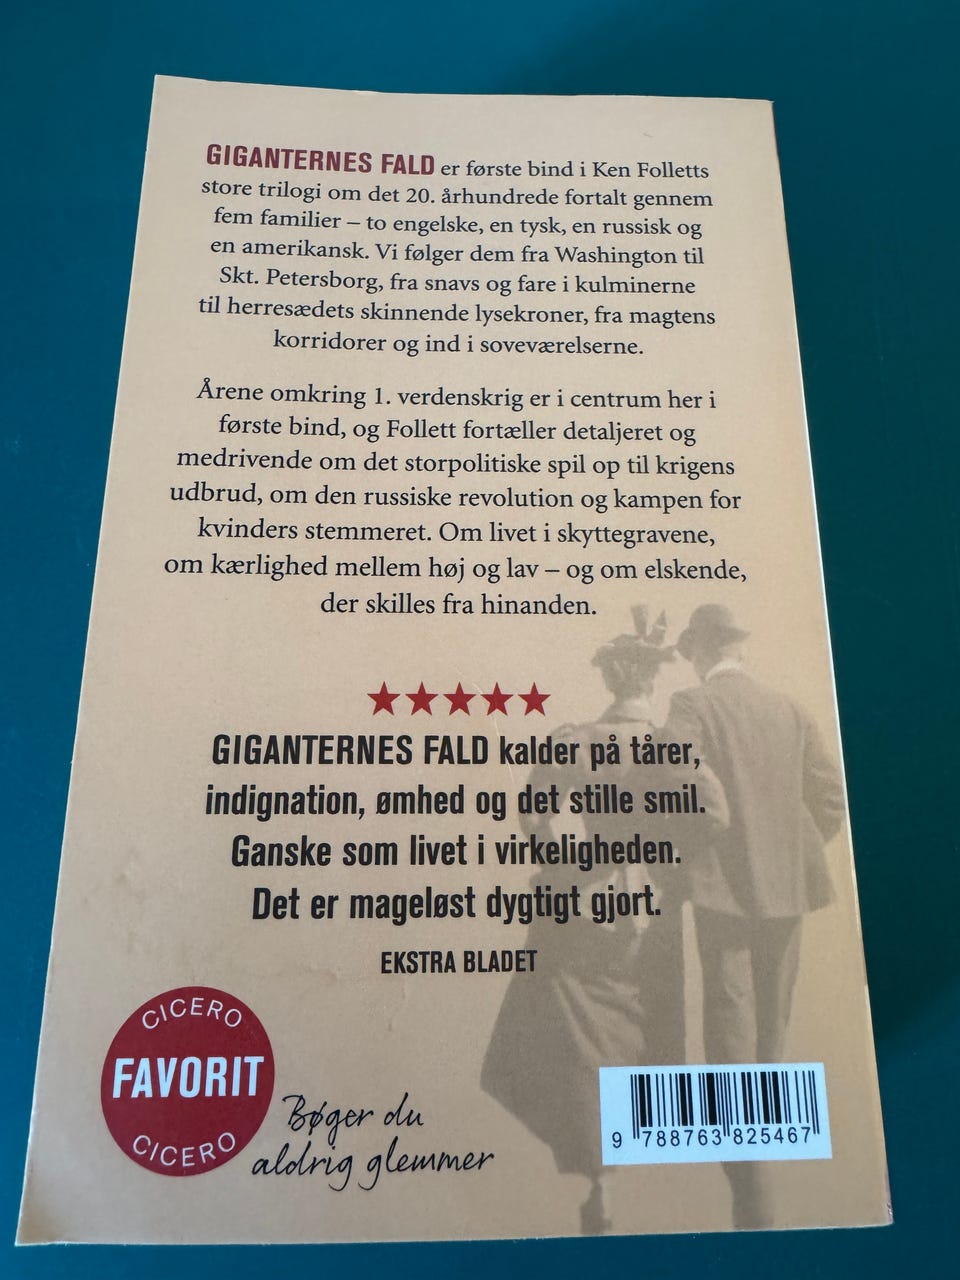 GIGANTERNES FALD er første bind i Ken Folletts
store trilogi om det 20. århundrede fortalt gennem
fem familier – to engelske, en tysk, en russisk og
en amerikansk. Vi følger dem fra Washington til
Skt. Petersborg, fra snavs og fare i kulminerne
til herresædets skinnende lysekroner, fra magtens
korridorer og ind i soveværelserne.
Årene omkring 1. verdenskrig er i centrum her i
første bind, og Follett fortæller detaljeret og
medrivende om det storpolitiske spil op til krigens
udbrud, om den russiske revolution og kampen for
kvinders stemmeret. Om livet i skyttegravene,
om kærlighed mellem høj og lav – og om elskende,
der skilles fra hinanden.
★★★★★
GIGANTERNES FALD kalder på tårer,
indignation, ømhed og det stille smil.
Ganske som livet i virkeligheden.
Det er mageløst dygtigt gjort.
EKSTRA BLADET
CICERO
FAVORIT
CICERO
Bøger du
aldrig glemmer
9 788763 825467